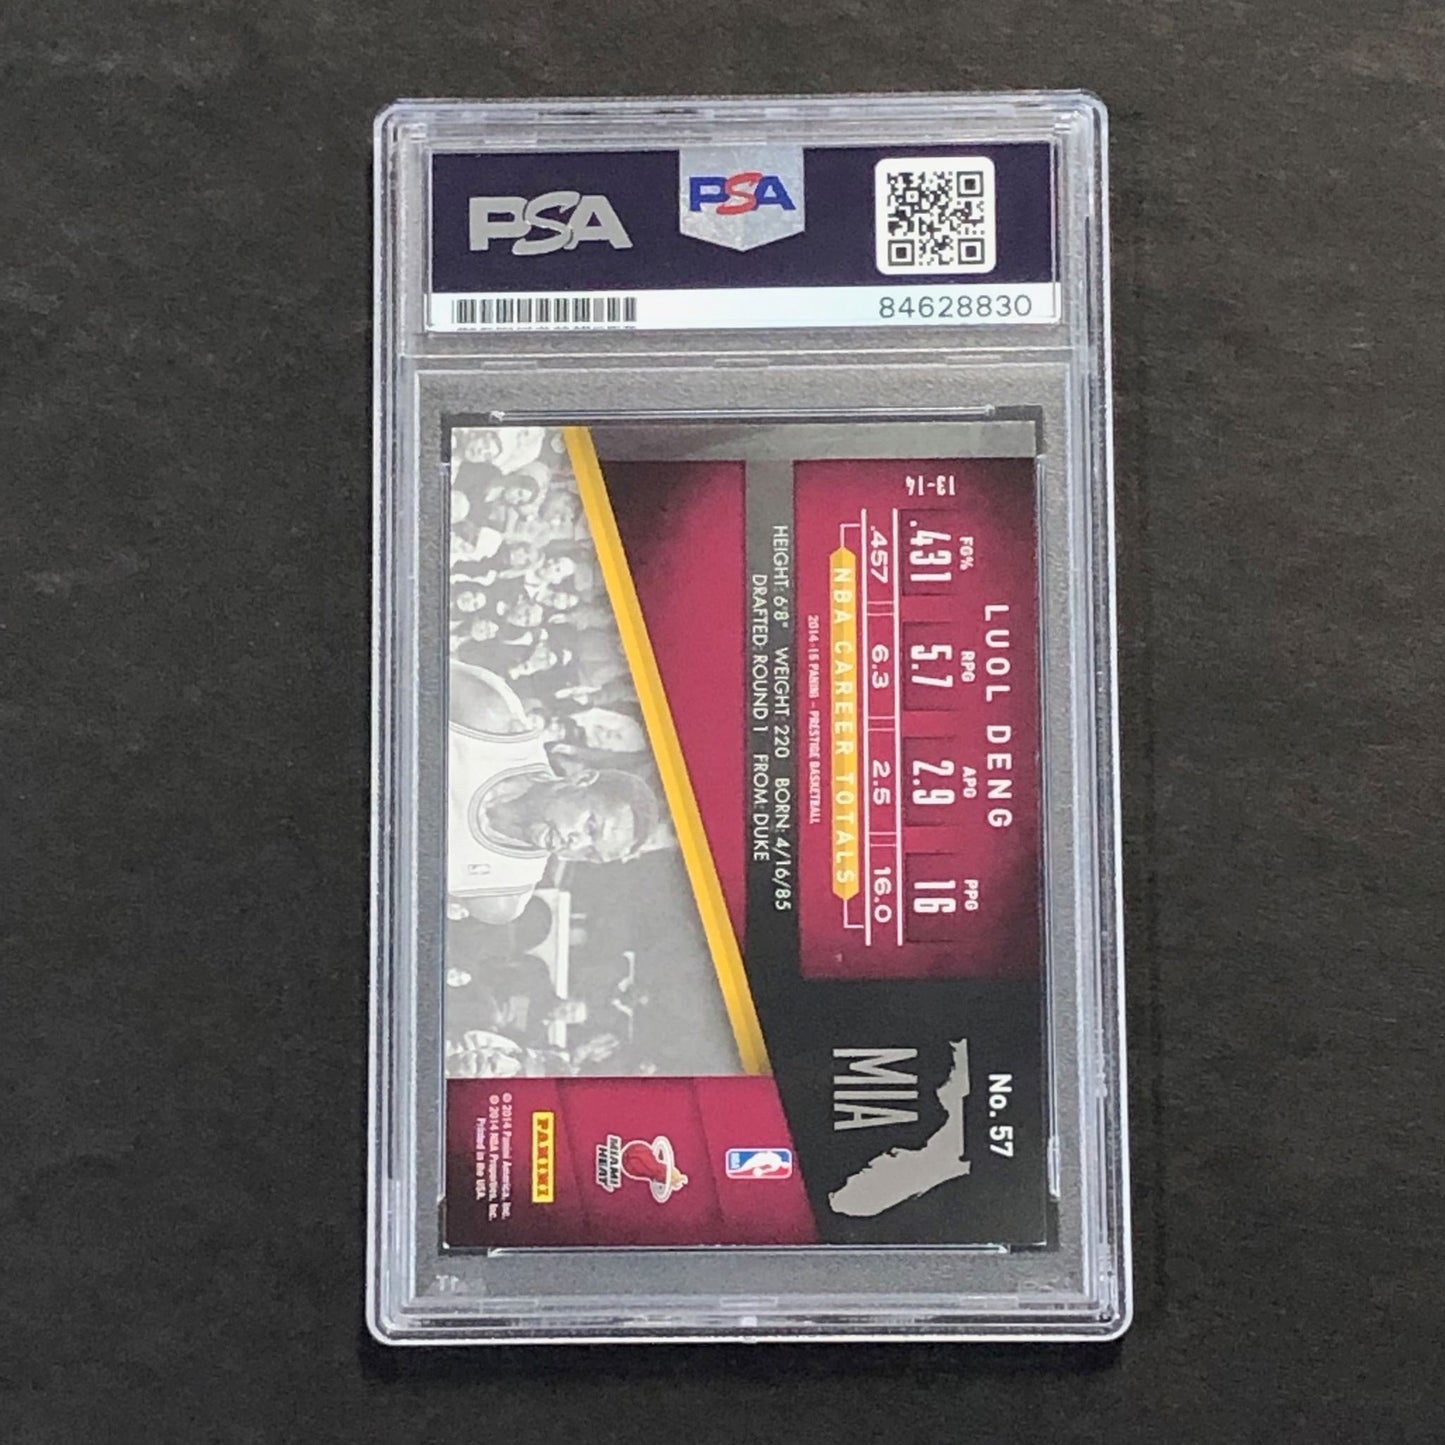 PSA
PSA
84628830
LUOL DENG
No. 57
FG% RPG APG PPG
13-14 .431 5.7 2.9 16
.457 6.3 2.5 16.0
NBA CAREER TOTALS
2014-15 PANINI – PRESTIGE BASKETBALL
HEIGHT: 6'8" WEIGHT: 220 BORN: 4/16/85
DRAFTED: ROUND 1 FROM: DUKE
MIA
NBA
MIAMI
HEAT
PANINI
© 2014 Panini America, Inc.
© 2014 NBA Properties, Inc.
Printed in the USA